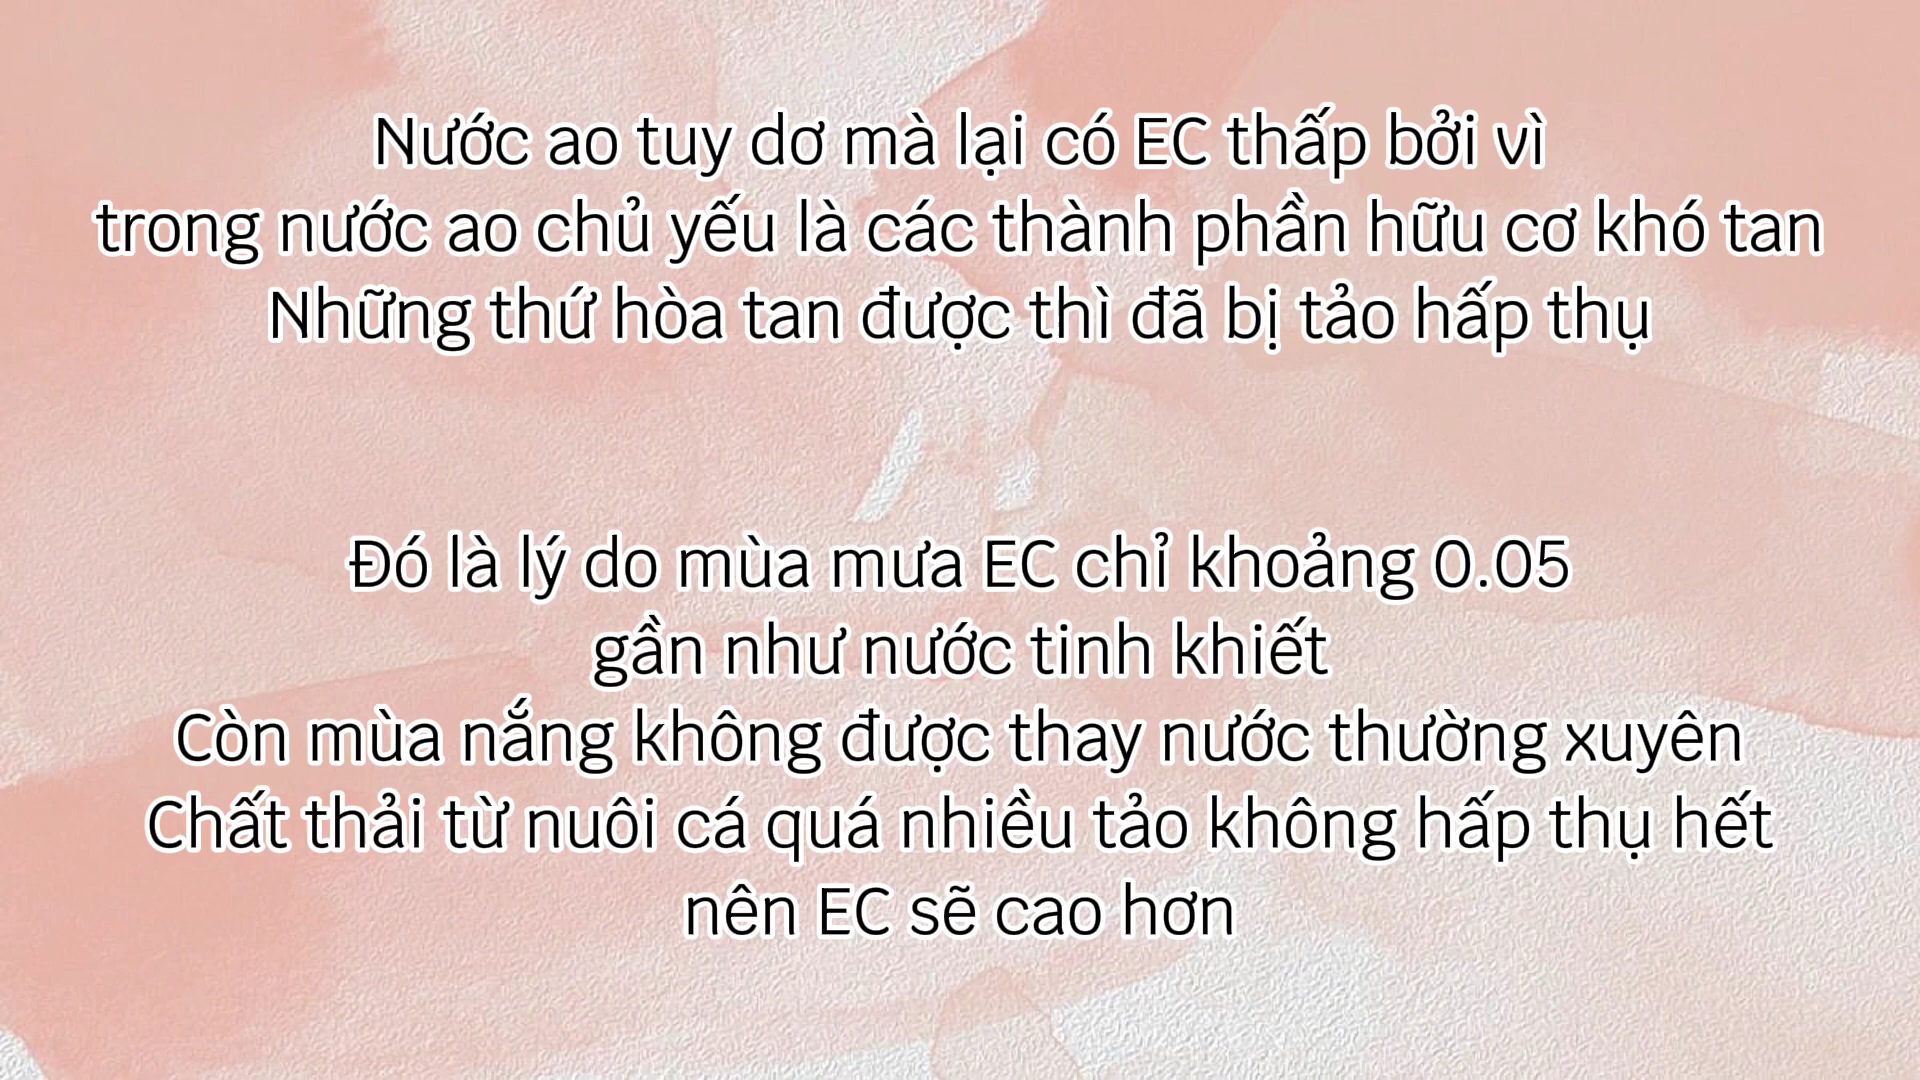 Nước ao tuy dơ mà lại có EC thấp bởi vì
trong nước ao chủ yếu là các thành phần hữu cơ khó tan
Những thứ hòa tan được thì đã bị tảo hấp thụ
Đó là lý do mùa mưa EC chỉ khoảng 0.05
gần như nước tinh khiết
Còn mùa nắng không được thay nước thường xuyên
Chất thải từ nuôi cá quá nhiều tảo không hấp thụ hết
nên EC sẽ cao hơn